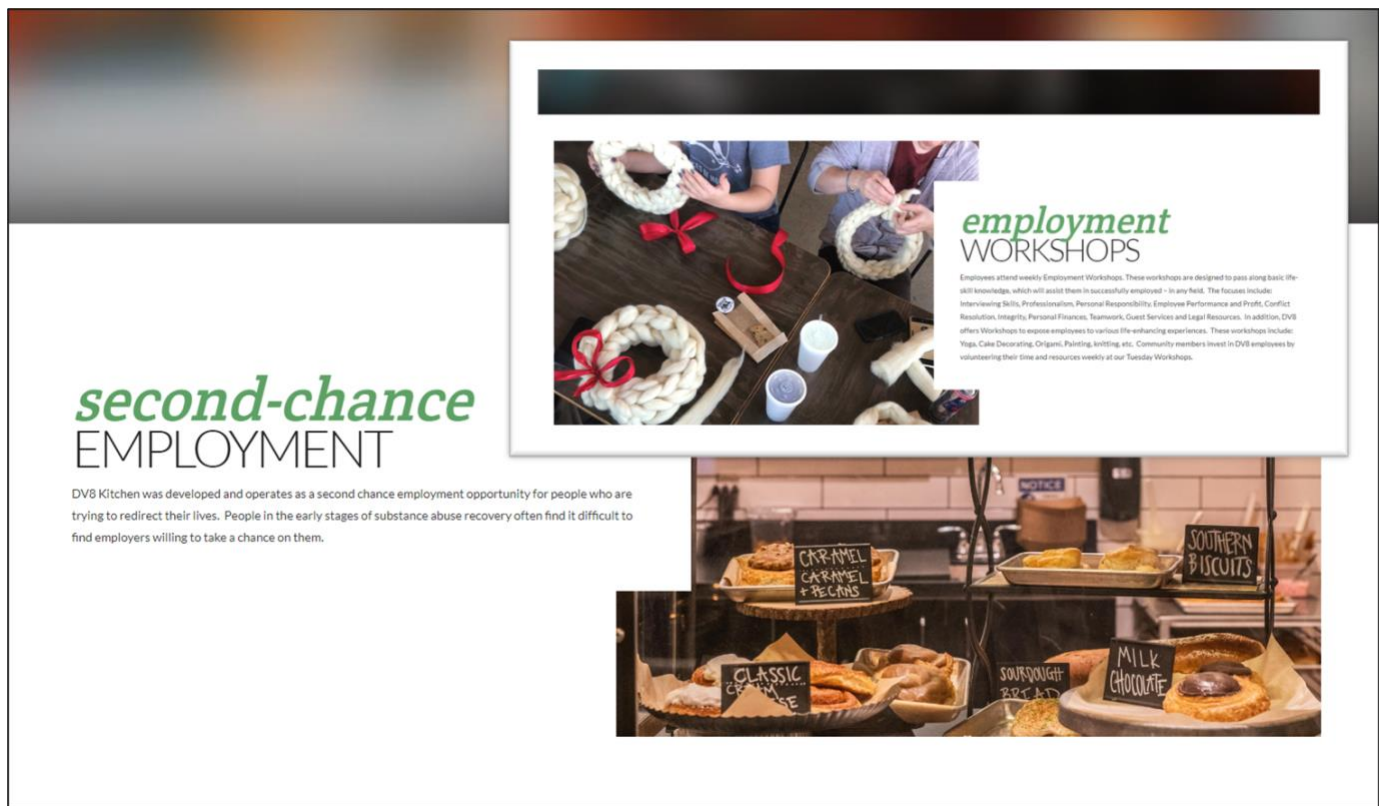 second-chance
EMPLOYMENT
DV8 Kitchen was developed and operates as a second chance employment opportunity for people who are
trying to redirect their lives. People in the early stages of substance abuse recovery often find it difficult to
find employers willing to take a chance on them.
employment
WORKSHOPS
Employees attend weekly Employment Workshops. These workshops are designed to pass along basic life-
skill knowledge, which will assist them in successfully employed – in any field. The focuses include:
Interviewing Skills, Professionalism, Personal Responsibility, Employee Performance and Profit, Conflict
Resolution, Integrity, Personal Finances, Teamwork, Guest Services and Legal Resources. In addition, DV8
offers Workshops to expose employees to various life-enhancing experiences. These workshops include:
Yoga, Cake Decorating, Origami, Painting, knitting, etc. Community members invest in DV8 employees by
volunteering their time and resources weekly at our Tuesday Workshops.
NOTICE
CARAMEL
CARAMEL
+ PECANS
SOUTHERN
BISCUITS
CLASSIC
SOURDOUGH
BREAD
MILK
CHOCOLATE